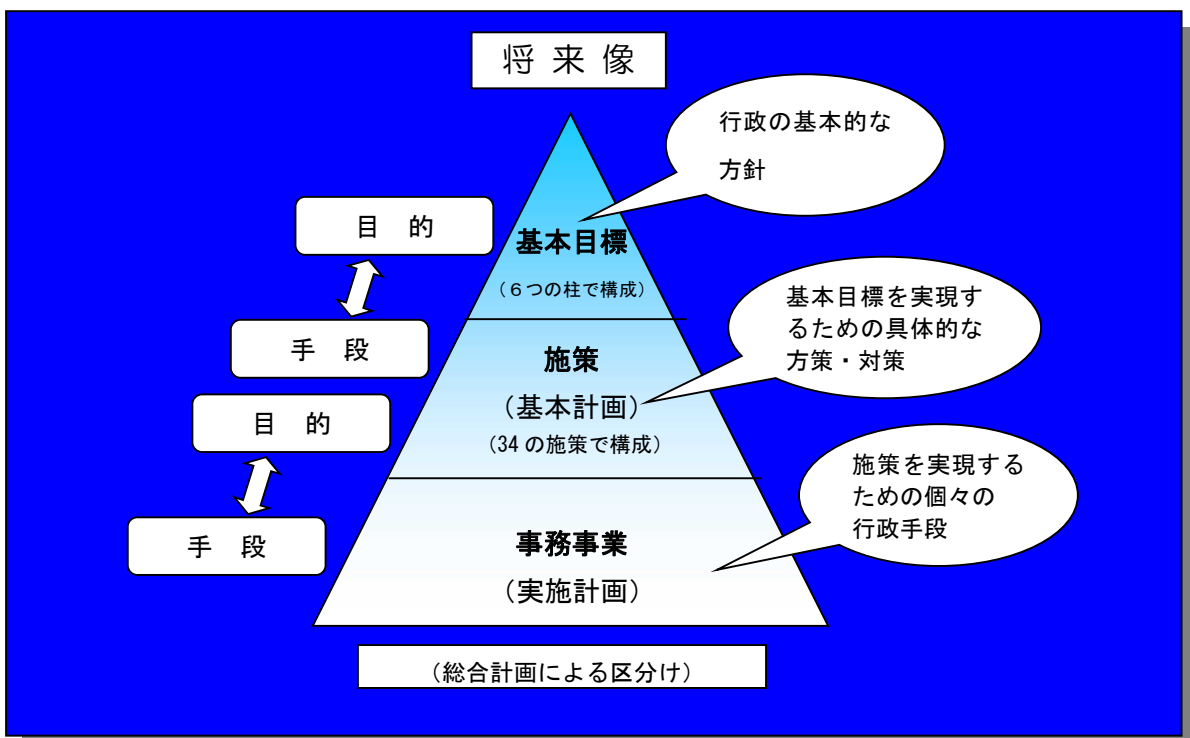 将 来 像
行政の基本的な
方針
目　的
基本目標
（６つの柱で構成）
手　段
施策
（基本計画）
（34 の施策で構成）
基本目標を実現す
るための具体的な
方策・対策
目　的
手　段
事務事業
（実施計画）
施策を実現する
ための個々の
行政手段
（総合計画による区分け）